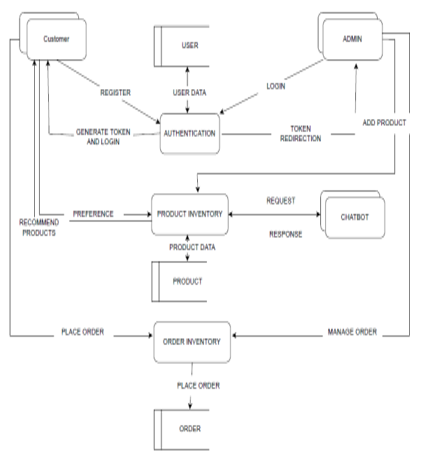 Customer
USER
ADMIN
REGISTER
USER DATA
LOGIN
ADD PRODUCT
GENERATE TOKEN
AND LOGIN
AUTHENTICATION
TOKEN
REDIRECTION
RECOMMEND
PRODUCTS
PREFERENCE
PRODUCT INVENTORY
REQUEST
RESPONSE
CHATBOT
PRODUCT DATA
PRODUCT
PLACE ORDER
ORDER INVENTORY
MANAGE ORDER
PLACE ORDER
ORDER